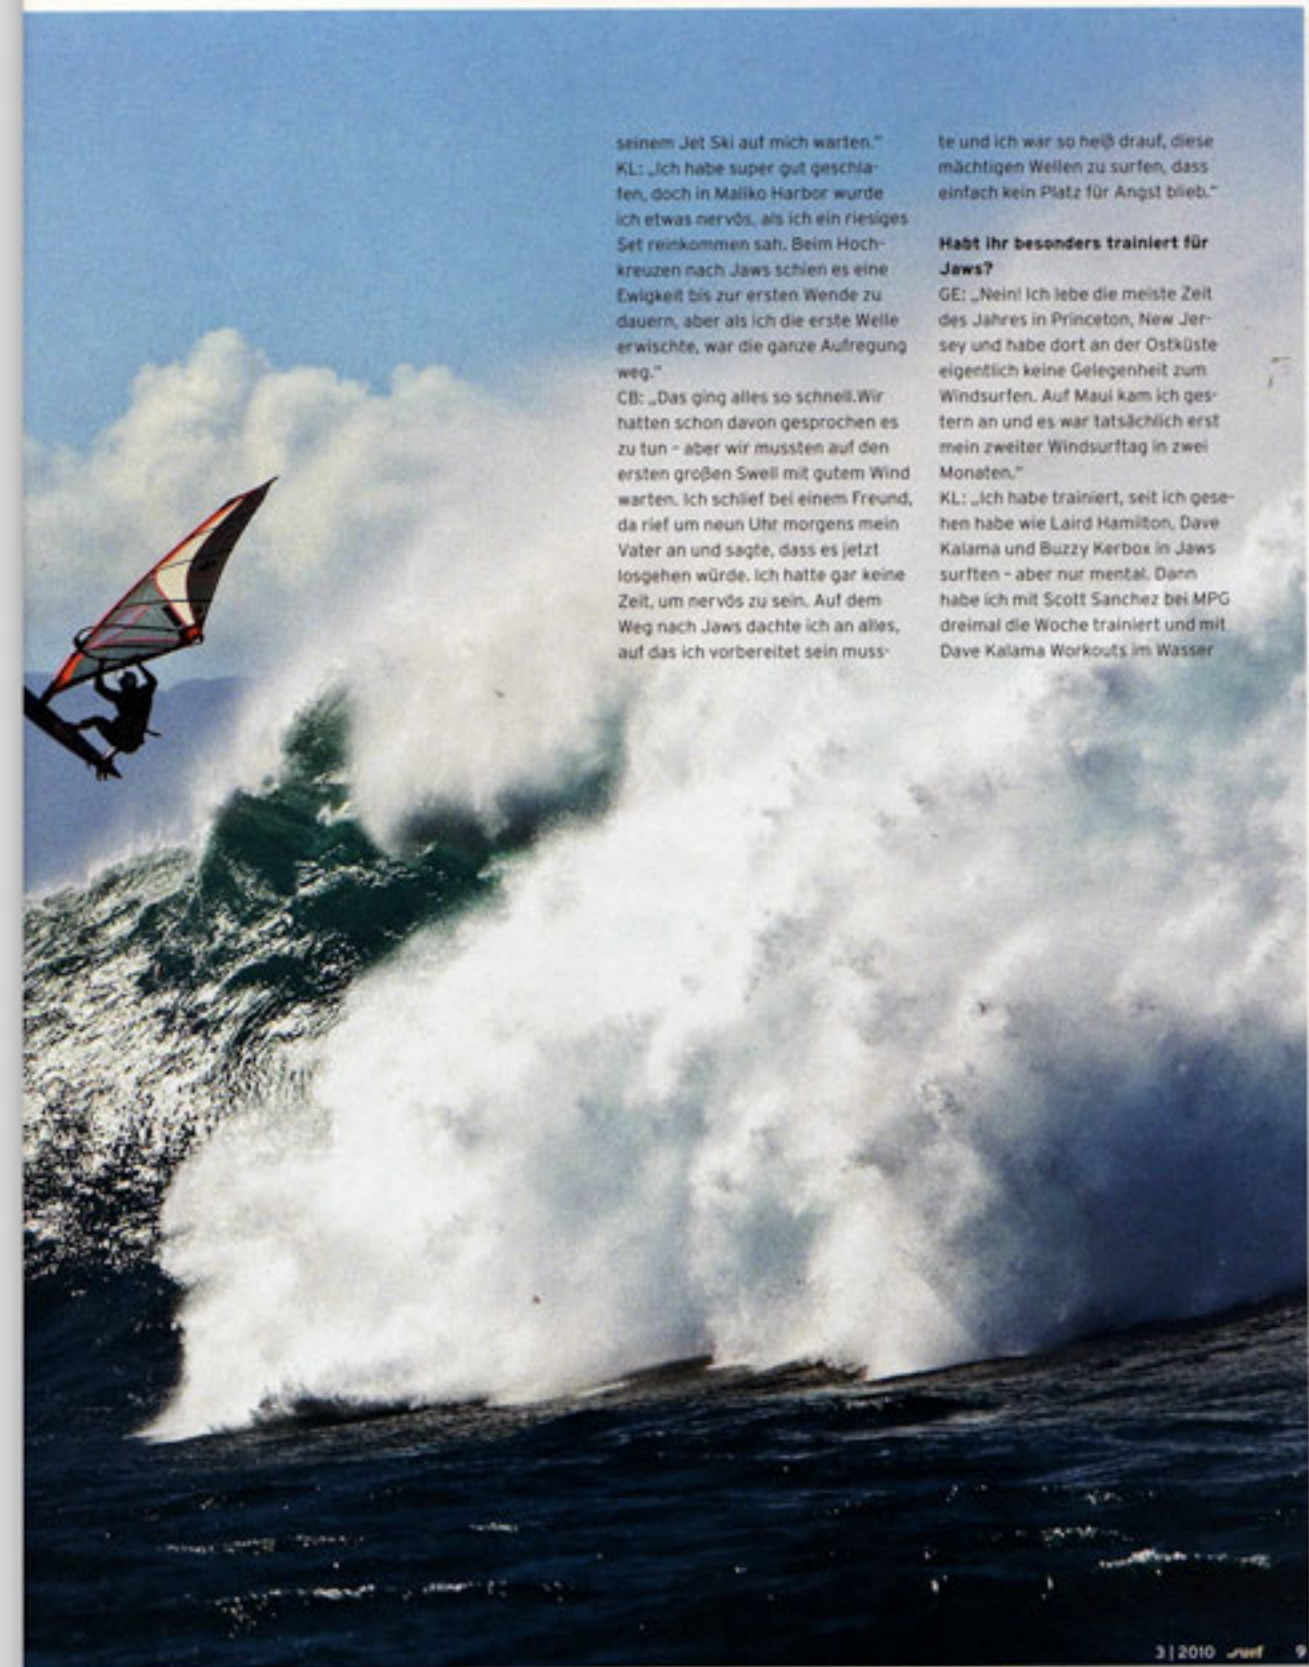 seinem Jet Ski auf mich warten."
KL: „Ich habe super gut geschla-
fen, doch in Maliko Harbor wurde
ich etwas nervös, als ich ein riesiges
Set reinkommen sah. Beim Hoch-
kreuzen nach Jaws schien es eine
Ewigkeit bis zur ersten Wende zu
dauern, aber als ich die erste Welle
erwischte, war die ganze Aufregung
weg."
CB: „Das ging alles so schnell.Wir
hatten schon davon gesprochen es
zu tun – aber wir mussten auf den
ersten großen Swell mit gutem Wind
warten. Ich schlief bei einem Freund,
da rief um neun Uhr morgens mein
Vater an und sagte, dass es jetzt
losgehen würde. Ich hatte gar keine
Zeit, um nervös zu sein. Auf dem
Weg nach Jaws dachte ich an alles,
auf das ich vorbereitet sein muss-
te und ich war so heiß drauf, diese
mächtigen Wellen zu surfen, dass
einfach kein Platz für Angst blieb."
Habt ihr besonders trainiert für
Jaws?
GE: „Nein! Ich lebe die meiste Zeit
des Jahres in Princeton, New Jer-
sey und habe dort an der Ostküste
eigentlich keine Gelegenheit zum
Windsurfen. Auf Maui kam ich ges-
tern an und es war tatsächlich erst
mein zweiter Windsurftag in zwei
Monaten."
KL: „Ich habe trainiert, seit ich gese-
hen habe wie Laird Hamilton, Dave
Kalama und Buzzy Kerbox in Jaws
surften – aber nur mental. Dann
habe ich mit Scott Sanchez bei MPG
dreimal die Woche trainiert und mit
Dave Kalama Workouts im Wasser
3 | 2010 surf 9